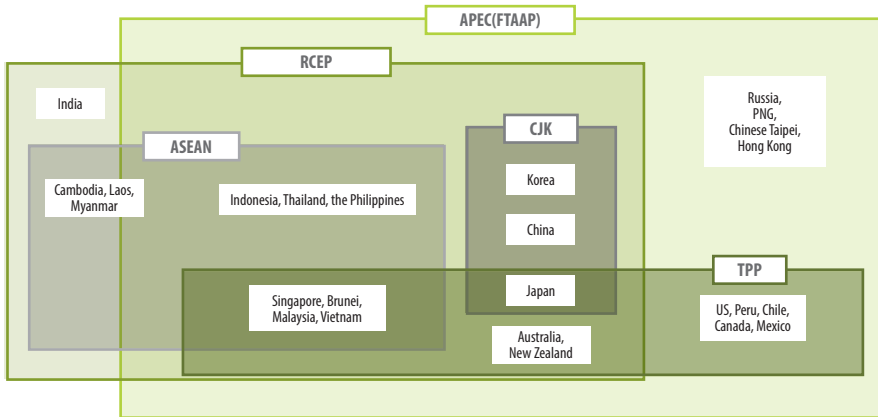 APEC(FTAAP)
RCEP
India
Russia,
PNG,
Chinese Taipei,
Hong Kong
CJK
ASEAN
Korea
Cambodia, Laos,
Myanmar
Indonesia, Thailand, the Philippines
China
TPP
Japan
Singapore, Brunei,
Malaysia, Vietnam
US, Peru, Chile,
Canada, Mexico
Australia,
New Zealand